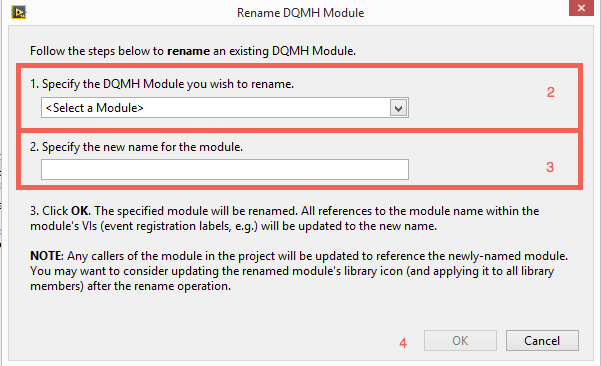 Rename DQMH Module
Follow the steps below to rename an existing DQMH Module.
1. Specify the DQMH Module you wish to rename.
<Select a Module>
2
2. Specify the new name for the module.
3
3. Click OK. The specified module will be renamed. All references to the module name within the
module's VIs (event registration labels, e.g.) will be updated to the new name.
NOTE: Any callers of the module in the project will be updated to reference the newly-named module.
You may want to consider updating the renamed module's library icon (and applying it to all library
members) after the rename operation.
4
OK
Cancel